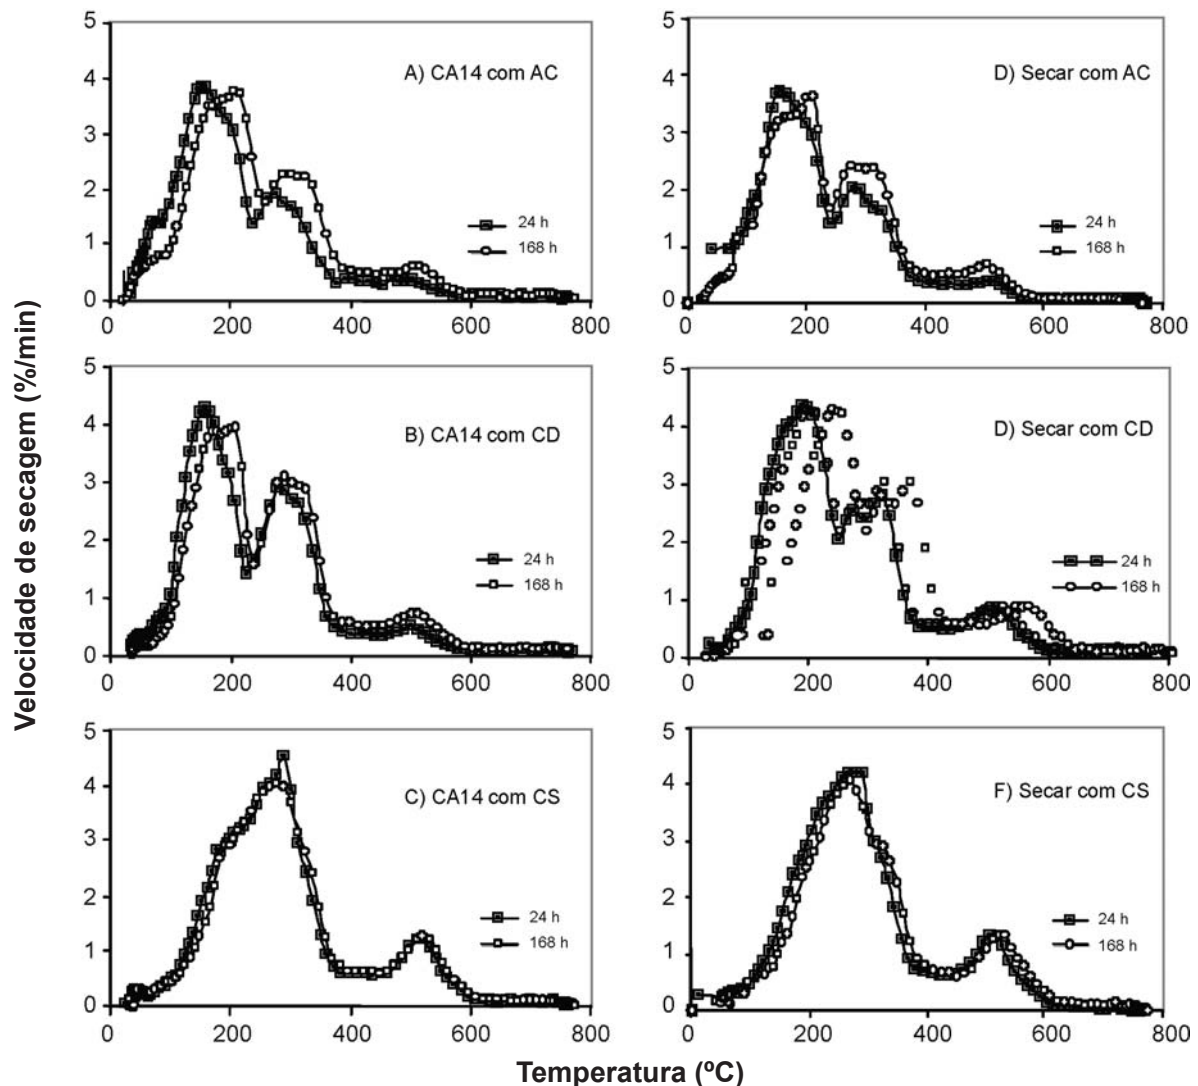 Velocidade de secagem (%/min)
A) CA14 com AC
5
4
3
2
1
0
24 h
168 h
0 200 400 600 800
D) Secar com AC
5
4
3
2
1
0
24 h
168 h
0 200 400 600 800
B) CA14 com CD
5
4
3
2
1
0
24 h
168 h
0 200 400 600 800
D) Secar com CD
5
4
3
2
1
0
24 h
168 h
0 200 400 600 800
C) CA14 com CS
5
4
3
2
1
0
24 h
168 h
0 200 400 600 800
F) Secar com CS
5
4
3
2
1
0
24 h
168 h
0 200 400 600 800
Temperatura (ºC)